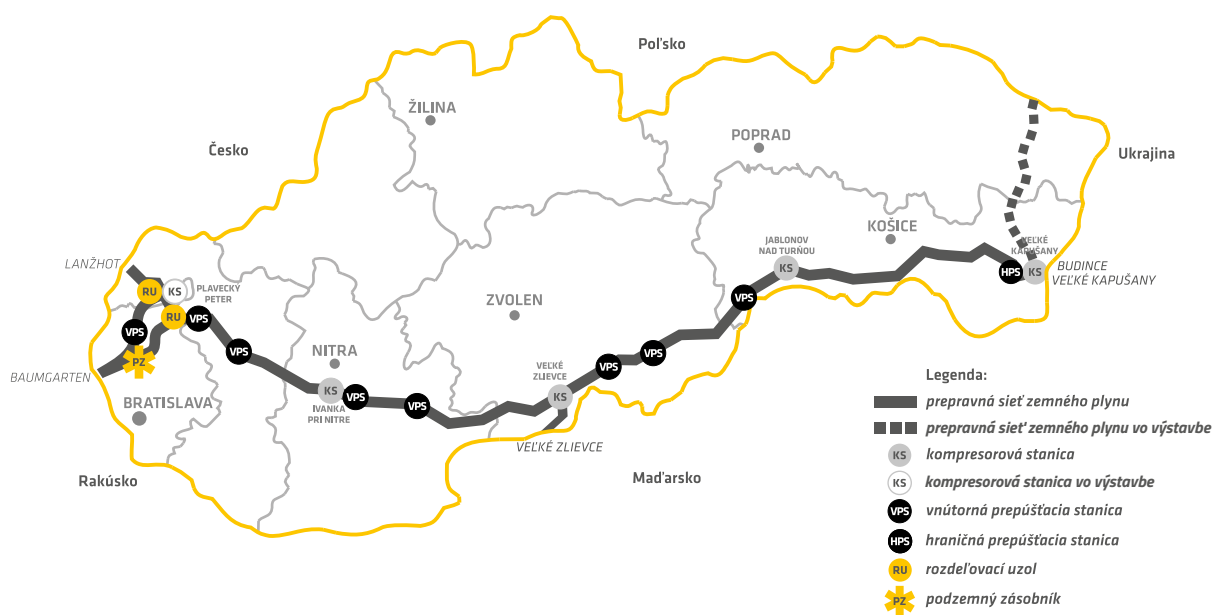 Poľsko
ŽILINA
Česko
POPRAD
Ukrajina
KOŠICE
JABLONOV
NAD TURŇOU
VEĽKÉ
KAPUŠANY
LANŽHOT
PLAVECKÝ
PETER
RU
KS
KS
HPS
KS
BUDINCE
VEĽKÉ KAPUŠANY
ZVOLEN
VPS
RU
VPS
VPS
VPS
NITRA
VPS
VPS
PZ
VPS
BAUMGARTEN
VEĽKÉ
ZLIEVCE
KS
KS
VPS
VPS
BRATISLAVA
IVANKA
PRI NITRE
VEĽKÉ ZLIEVCE
Rakúsko
Maďarsko
Legenda:
prepravná sieť zemného plynu
prepravná sieť zemného plynu vo výstavbe
KS kompresorová stanica
KS kompresorová stanica vo výstavbe
VPS vnútorná prepúšťacia stanica
HPS hraničná prepúšťacia stanica
RU rozdeľovací uzol
PZ podzemný zásobník